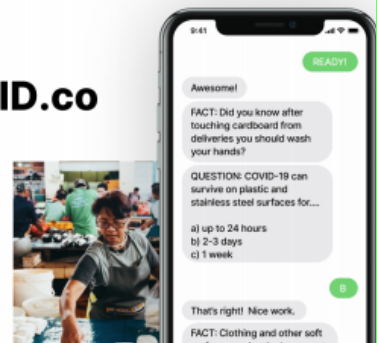 ID.co
9:41
READY!
Awesome!
FACT: Did you know after
touching cardboard from
deliveries you should wash
your hands?
QUESTION: COVID-19 can
survive on plastic and
stainless steel surfaces for....
a) up to 24 hours
b) 2-3 days
c) 1 week
B
That's right! Nice work.
FACT: Clothing and other soft